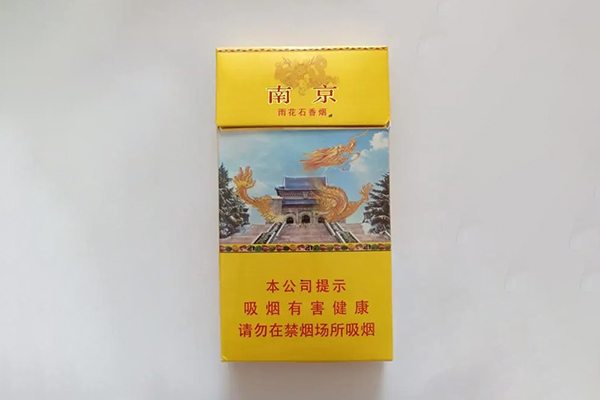 南京
雨花石香烟
本公司提示
吸烟有害健康
请勿在禁烟场所吸烟